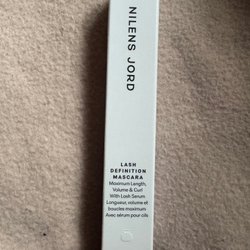 NILENS JORD
LASH
DEFINITION
MASCARA
Maximum Length,
Volume & Curl
With Lash Serum
Longueur, volume et
boucles maximum
Avec sérum pour cils